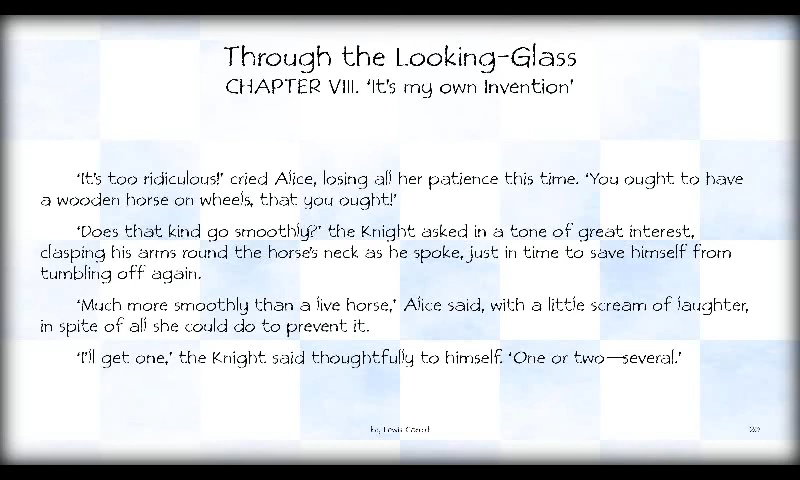 Through the Looking-Glass
CHAPTER VIII. 'It's my own Invention'
'It's too ridiculous!' cried Alice, losing all her patience this time. 'You ought to have
a wooden horse on wheels, that you ought!'
'Does that kind go smoothly?' the Knight asked in a tone of great interest,
clasping his arms round the horse's neck as he spoke, just in time to save himself from
tumbling off again.
'Much more smoothly than a live horse,' Alice said, with a little scream of laughter,
in spite of all she could do to prevent it.
'I'll get one,' the Knight said thoughtfully to himself. 'One or two—several.'
by Lewis Carroll